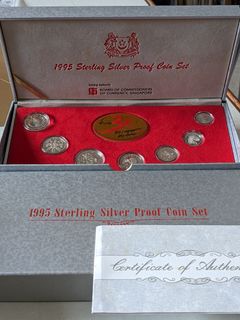 1995 Sterling Silver Proof Coin Set
BOARD OF COMMISSIONERS
OF CURRENCY, SINGAPORE
1995 Sterling Silver Proof Coin Set
Certificate of Authen